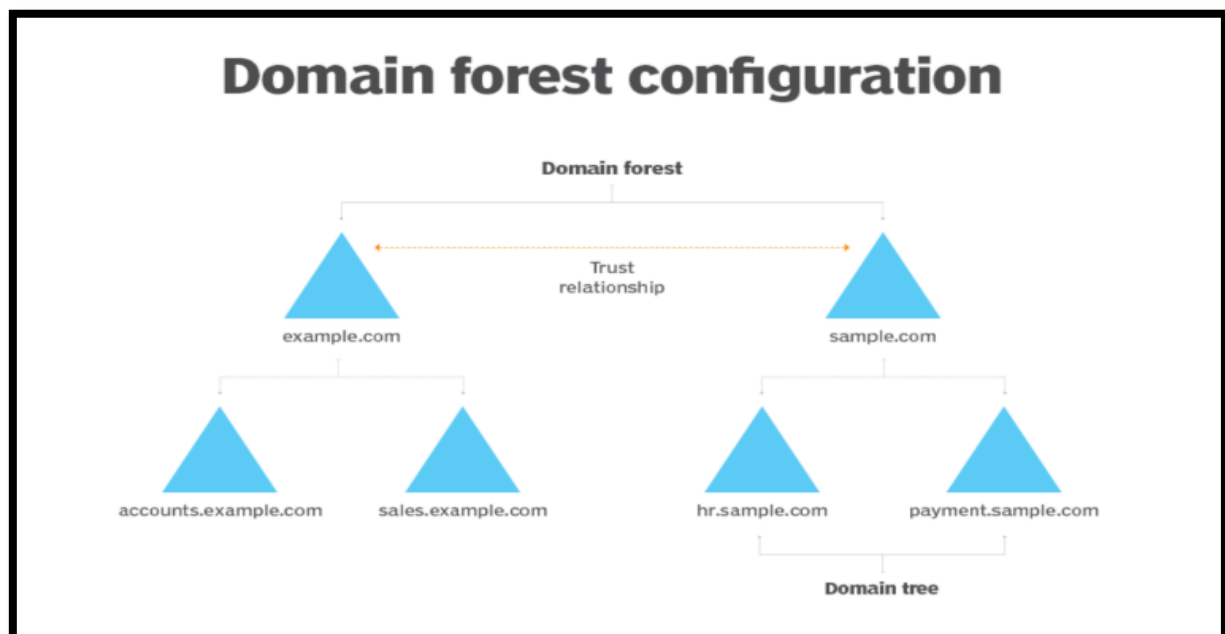 Domain forest configuration
Domain forest
Trust
relationship
example.com
sample.com
accounts.example.com
sales.example.com
hr.sample.com
payment.sample.com
Domain tree